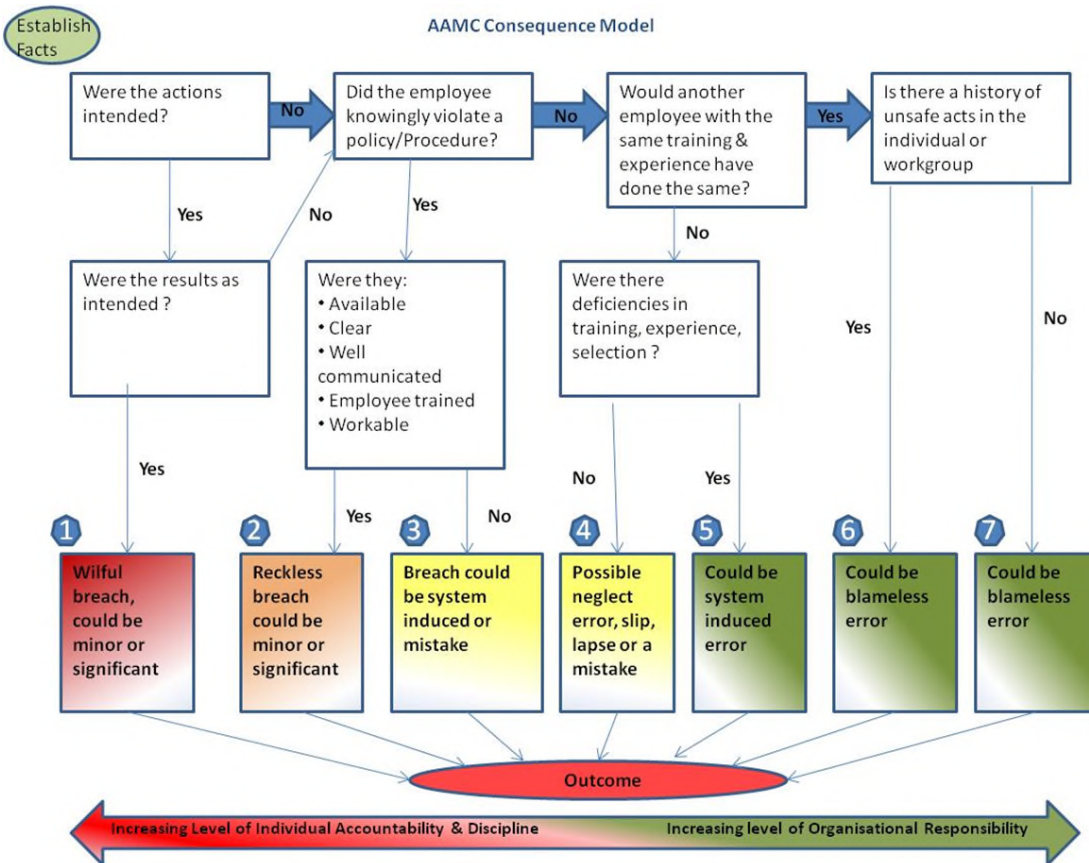 Establish
Facts
AAMC Consequence Model
Were the actions
intended?
No
Did the employee
knowingly violate a
policy/Procedure?
No
Would another
employee with the
same training &
experience have
done the same?
Yes
Is there a history of
unsafe acts in the
individual or
workgroup
Yes
No
Yes
No
Were the results as
intended ?
Were they:
• Available
• Clear
• Well
communicated
• Employee trained
• Workable
Were there
deficiencies in
training, experience,
selection ?
Yes
No
Yes
Yes
No
No
Yes
1
2
3
4
5
6
7
Wilful
breach,
could be
minor or
significant
Reckless
breach
could be
minor or
significant
Breach could
be system
induced or
mistake
Possible
neglect
error, slip,
lapse or a
mistake
Could be
system
induced
error
Could be
blameless
error
Could be
blameless
error
Outcome
Increasing Level of Individual Accountability & Discipline
Increasing level of Organisational Responsibility